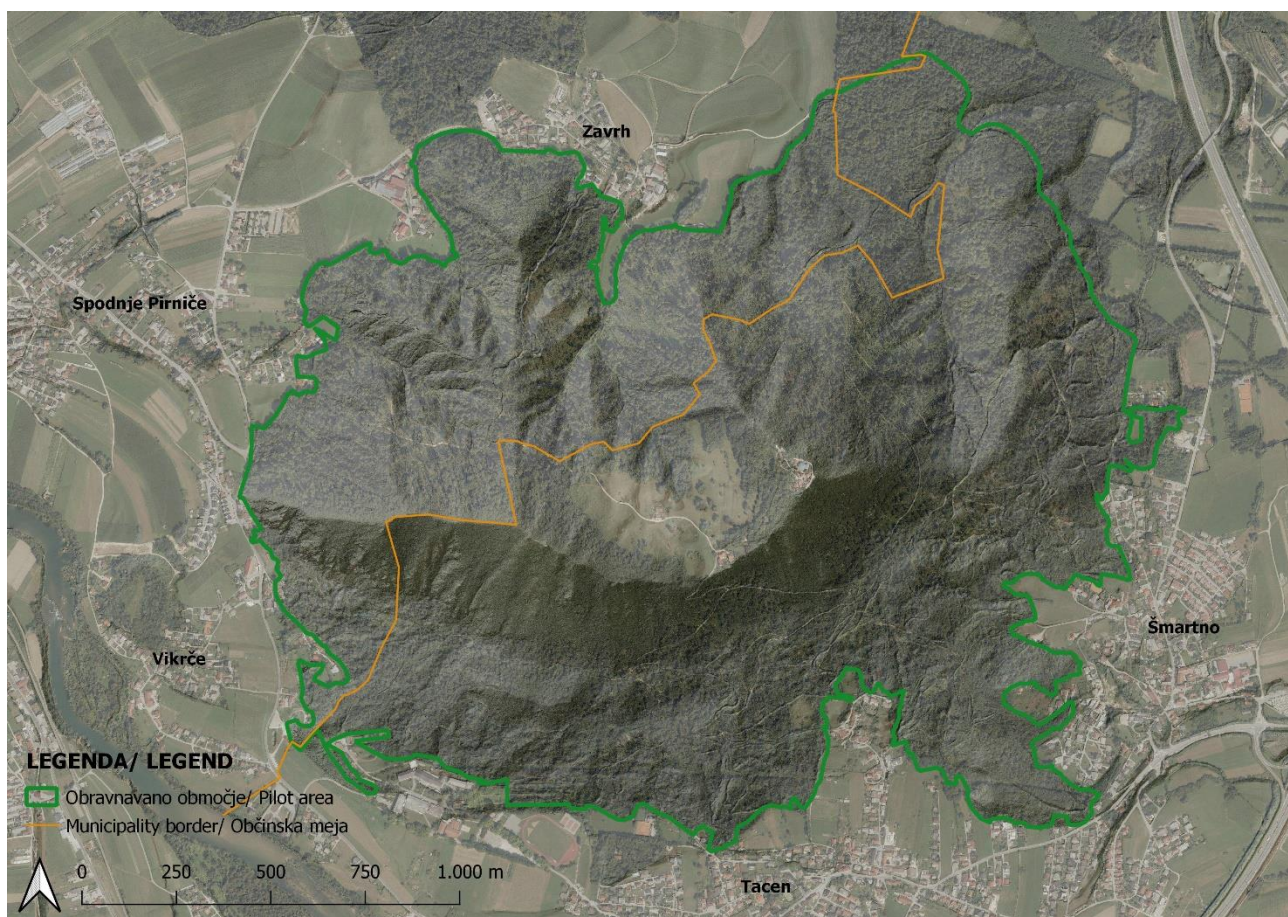 Zavrh
Spodnje Pirniče
Šmartno
Vikrče
LEGENDA/ LEGEND
Obravnavano območje/ Pilot area
Municipality border/ Občinska meja
0 250 500 750 1.000 m
Tacen